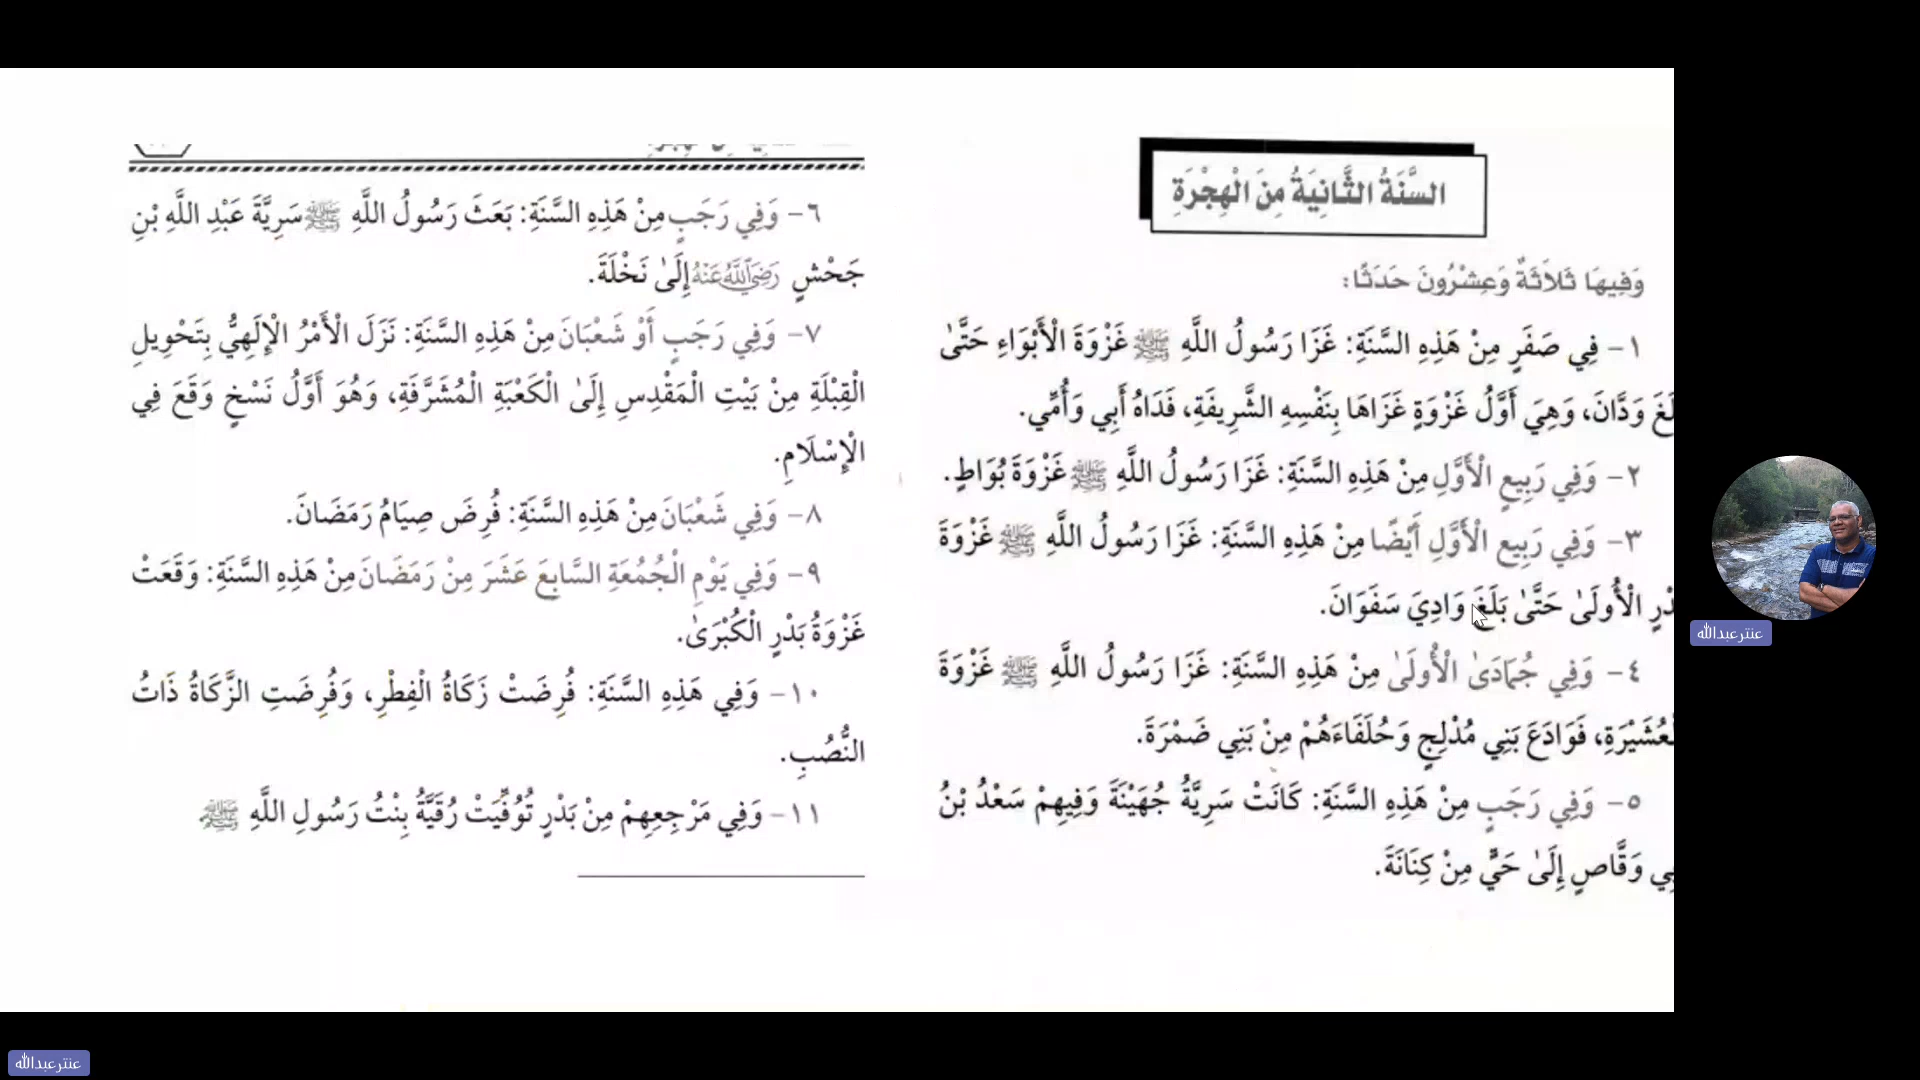 السَّنَةُ الثَّانِيَةُ مِنَ الْهِجْرَةِ
وَفِيهَا ثَلَاثَةٌ وَعِشْرُونَ حَدَثًا:
١- فِي صَفَرٍ مِنْ هَذِهِ السَّنَةِ: غَزَا رَسُولُ اللَّهِ ﷺ غَزْوَةَ الْأَبْوَاءِ حَتَّىٰ
وَدَّانَ، وَهِيَ أَوَّلُ غَزْوَةٍ غَزَاهَا بِنَفْسِهِ الشَّرِيفَةِ، فَدَاهُ أَبِي وَأُمِّي.
٢- وَفِي رَبِيعٍ الْأَوَّلِ مِنْ هَذِهِ السَّنَةِ: غَزَا رَسُولُ اللَّهِ ﷺ غَزْوَةَ بُوَاطٍ.
٣- وَفِي رَبِيعٍ الْأَوَّلِ أَيْضًا مِنْ هَذِهِ السَّنَةِ: غَزَا رَسُولُ اللَّهِ ﷺ غَزْوَةَ
الْأُولَىٰ حَتَّىٰ بَلَغَ وَادِيَ سَفَوَانَ.
٤- وَفِي جُمَادَىٰ الْأُولَىٰ مِنْ هَذِهِ السَّنَةِ: غَزَا رَسُولُ اللَّهِ ﷺ غَزْوَةَ
لْعُشَيْرَةِ، فَوَادَعَ بَنِي مُدْلِجٍ وَحُلَفَاءَهُمْ مِنْ بَنِي ضَمْرَةَ.
٥- وَفِي رَجَبٍ مِنْ هَذِهِ السَّنَةِ: كَانَتْ سَرِيَّةُ جُهَيْنَةَ وَفِيهِمْ سَعْدُ بْنُ
وَقَّاصٍ إِلَىٰ حَيٍّ مِنْ كِنَانَةَ.
٦- وَفِي رَجَبٍ مِنْ هَذِهِ السَّنَةِ: بَعَثَ رَسُولُ اللَّهِ ﷺ سَرِيَّةَ عَبْدِ اللَّهِ بْنِ
جَحْشٍ رَضِيَ اللَّهُ عَنْهُ إِلَىٰ نَخْلَةَ.
٧- وَفِي رَجَبٍ أَوْ شَعْبَانَ مِنْ هَذِهِ السَّنَةِ: نَزَلَ الْأَمْرُ الْإِلَهِيُّ بِتَحْوِيلِ
الْقِبْلَةِ مِنْ بَيْتِ الْمَقْدِسِ إِلَىٰ الْكَعْبَةِ الْمُشَرَّفَةِ، وَهُوَ أَوَّلُ نَسْخٍ وَقَعَ فِي
الْإِسْلَامِ.
٨- وَفِي شَعْبَانَ مِنْ هَذِهِ السَّنَةِ: فُرِضَ صِيَامُ رَمَضَانَ.
٩- وَفِي يَوْمِ الْجُمُعَةِ السَّابِعَ عَشَرَ مِنْ رَمَضَانَ مِنْ هَذِهِ السَّنَةِ: وَقَعَتْ
غَزْوَةُ بَدْرٍ الْكُبْرَىٰ.
١٠- وَفِي هَذِهِ السَّنَةِ: فُرِضَتْ زَكَاةُ الْفِطْرِ، وَفُرِضَتِ الزَّكَاةُ ذَاتُ
النُّصُبِ.
١١- وَفِي مَرْجِعِهِمْ مِنْ بَدْرٍ تُوُفِّيَتْ رُقَيَّةُ بِنْتُ رَسُولِ اللَّهِ ﷺ
عنتر عبدالله
عنتر عبدالله